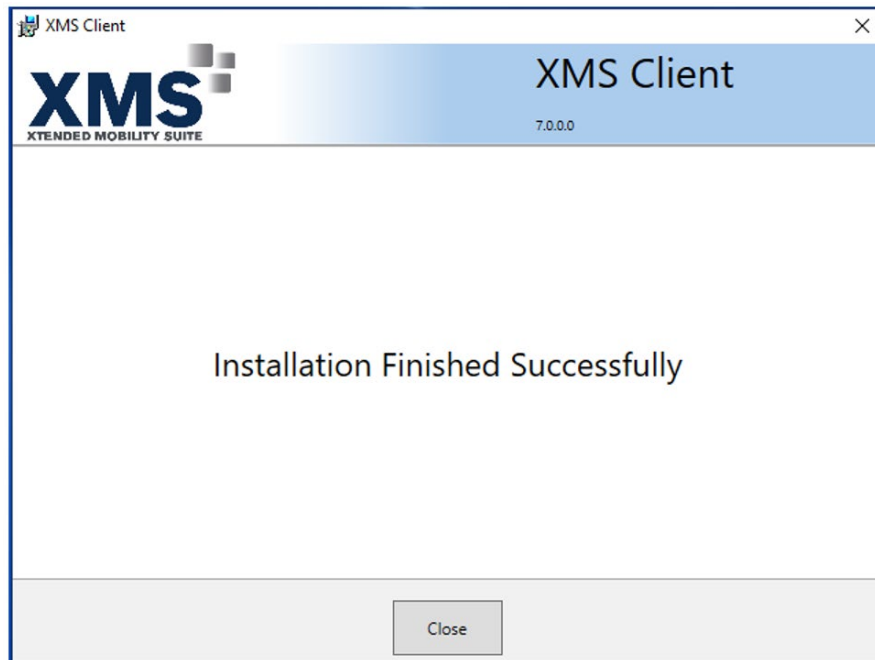 XMS Client
XMS
XTENDED MOBILITY SUITE
XMS Client
7.0.0.0
Installation Finished Successfully
Close